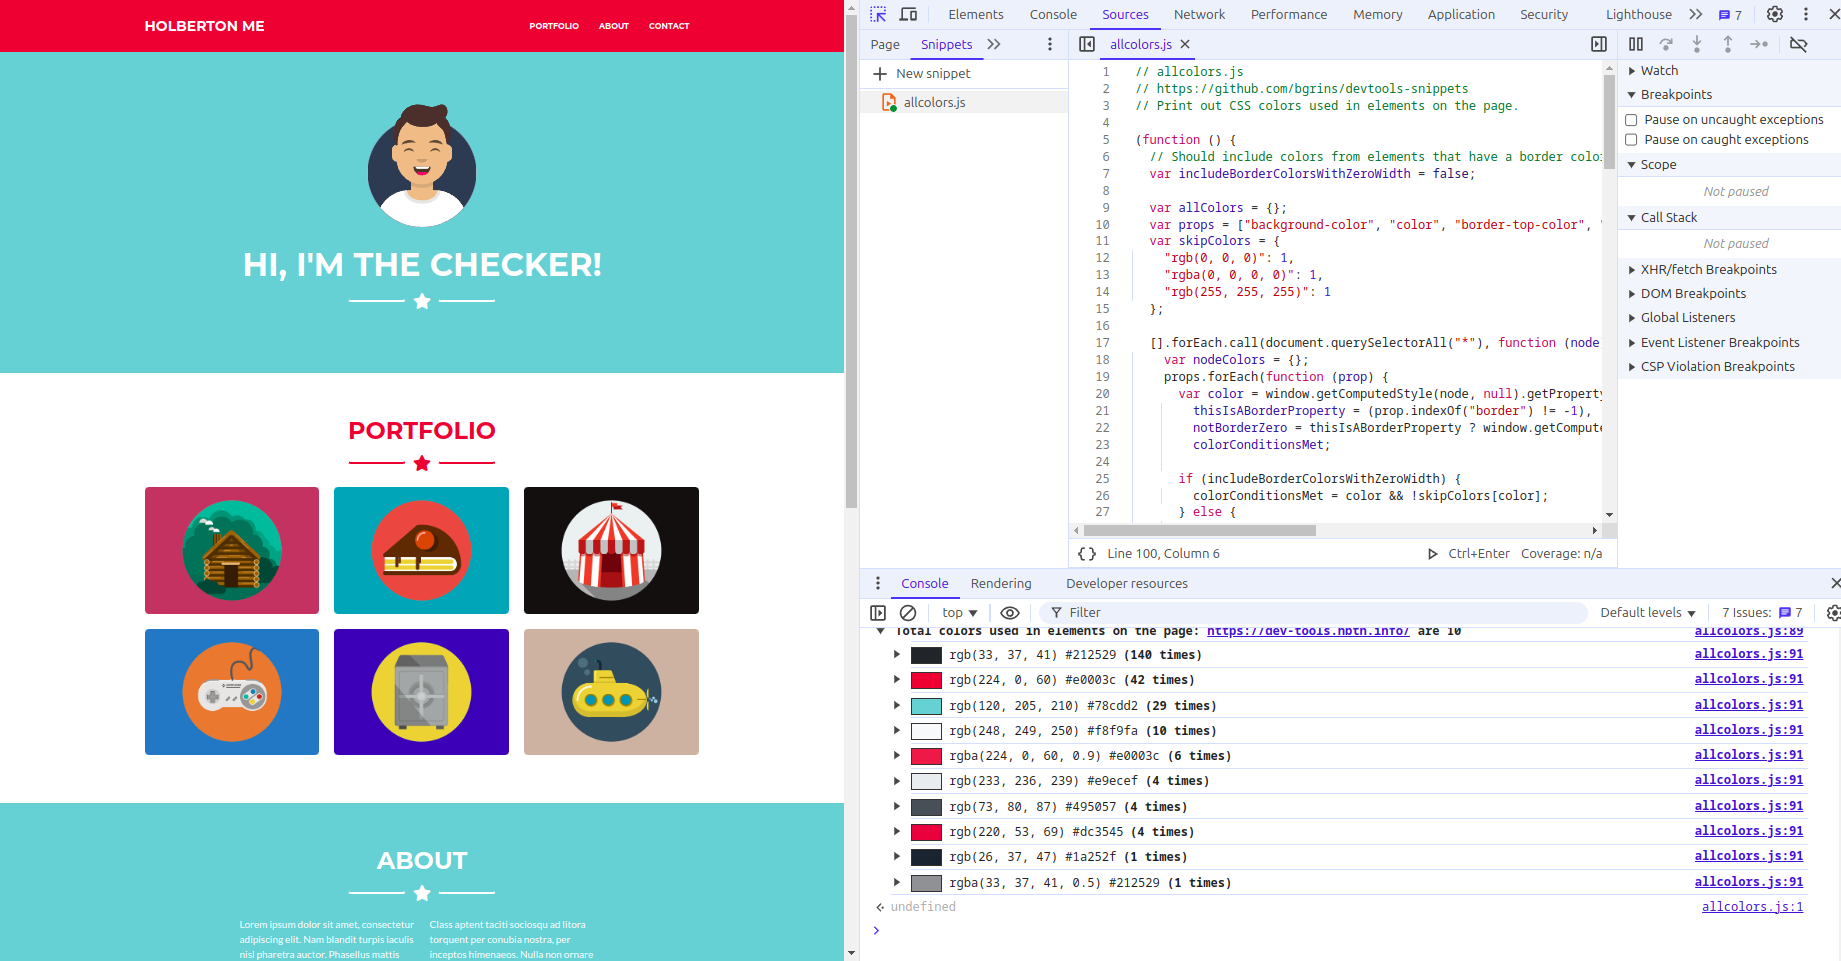 HOLBERTON ME
PORTFOLIO ABOUT CONTACT
HI, I'M THE CHECKER!
PORTFOLIO
ABOUT
Lorem ipsum dolor sit amet, consectetur
adipiscing elit. Nam blandit turpis iaculis
nisl pharetra auctor. Phasellus mattis
Class aptent taciti sociosqu ad litora
torquent per conubia nostra, per
inceptos himenaeos. Nulla non ornare
Elements Console Sources Network Performance Memory Application Security Lighthouse 7
Page Snippets
New snippet
allcolors.js
allcolors.js
1 // allcolors.js
2 // https://github.com/bgrins/devtools-snippets
3 // Print out CSS colors used in elements on the page.
4
5 (function () {
6 // Should include colors from elements that have a border color
7 var includeBorderColorsWithZeroWidth = false;
8
9 var allColors = {};
10 var props = ["background-color", "color", "border-top-color", "
11 var skipColors = {
12 "rgb(0, 0, 0)": 1,
13 "rgba(0, 0, 0, 0)": 1,
14 "rgb(255, 255, 255)": 1
15 };
16
17 [].forEach.call(document.querySelectorAll("*"), function (node
18 var nodeColors = {};
19 props.forEach(function (prop) {
20 var color = window.getComputedStyle(node, null).getProperty
21 thisIsABorderProperty = (prop.indexOf("border") != -1),
22 notBorderZero = thisIsABorderProperty ? window.getCompute
23 colorConditionsMet;
24
25 if (includeBorderColorsWithZeroWidth) {
26 colorConditionsMet = color && !skipColors[color];
27 } else {
{} Line 100, Column 6 Ctrl+Enter Coverage: n/a
Watch
Breakpoints
Pause on uncaught exceptions
Pause on caught exceptions
Scope
Not paused
Call Stack
Not paused
XHR/fetch Breakpoints
DOM Breakpoints
Global Listeners
Event Listener Breakpoints
CSP Violation Breakpoints
Console Rendering Developer resources
top Filter Default levels 7 Issues: 7
Total colors used in elements on the page: https://dev-tools.hbtn.info/ are 10 allcolors.js:89
rgb(33, 37, 41) #212529 (140 times) allcolors.js:91
rgb(224, 0, 60) #e0003c (42 times) allcolors.js:91
rgb(120, 205, 210) #78cdd2 (29 times) allcolors.js:91
rgb(248, 249, 250) #f8f9fa (10 times) allcolors.js:91
rgba(224, 0, 60, 0.9) #e0003c (6 times) allcolors.js:91
rgb(233, 236, 239) #e9ecef (4 times) allcolors.js:91
rgb(73, 80, 87) #495057 (4 times) allcolors.js:91
rgb(220, 53, 69) #dc3545 (4 times) allcolors.js:91
rgb(26, 37, 47) #1a252f (1 times) allcolors.js:91
rgba(33, 37, 41, 0.5) #212529 (1 times) allcolors.js:91
undefined allcolors.js:1